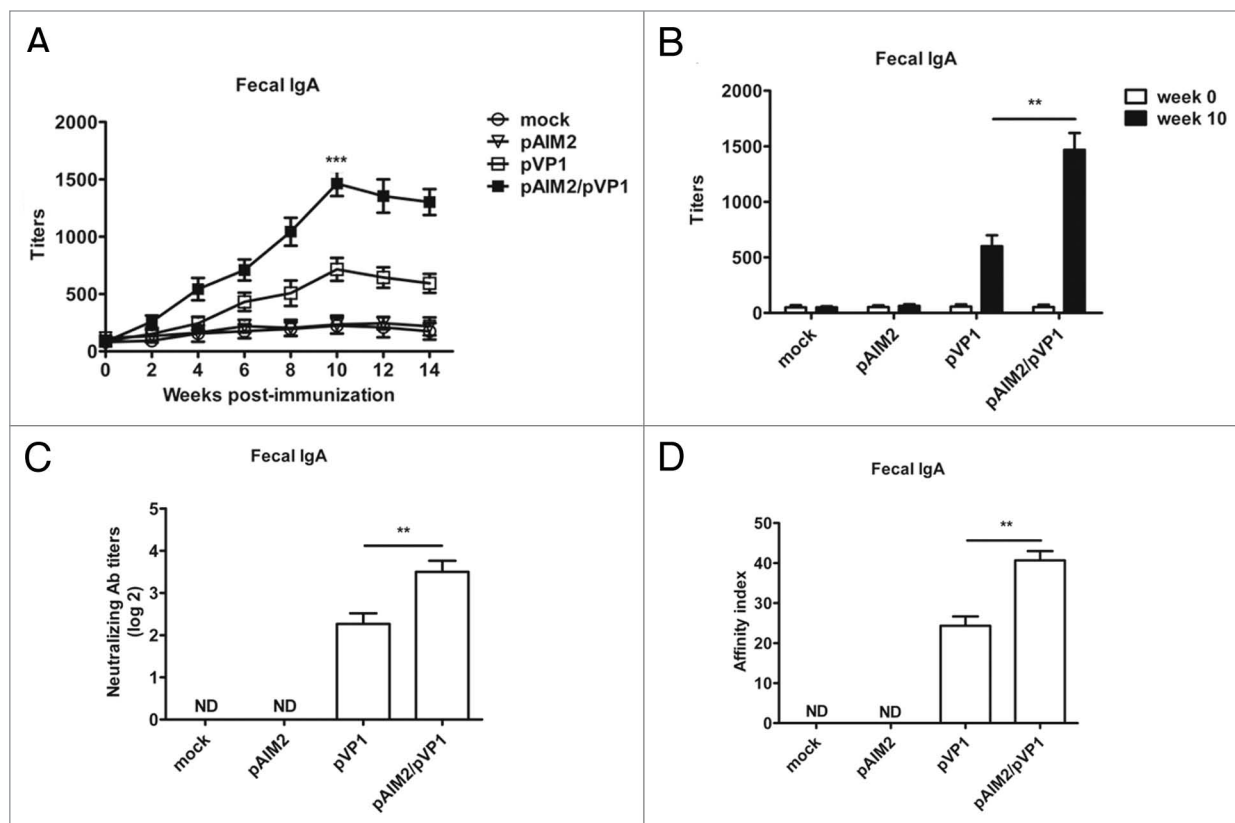 A
Fecal IgA
2000
1500
1000
500
0
Titers
***
0 2 4 6 8 10 12 14
Weeks post-immunization
mock
pAIM2
pVP1
pAIM2/pVP1
B
Fecal IgA
2000
1500
1000
500
0
Titers
**
week 0
week 10
mock
pAIM2
pVP1
pAIM2/pVP1
C
Fecal IgA
5
4
3
2
1
0
Neutralizing Ab titers
(log 2)
**
ND
ND
mock
pAIM2
pVP1
pAIM2/pVP1
D
Fecal IgA
50
40
30
20
10
0
Affinity index
**
ND
ND
mock
pAIM2
pVP1
pAIM2/pVP1